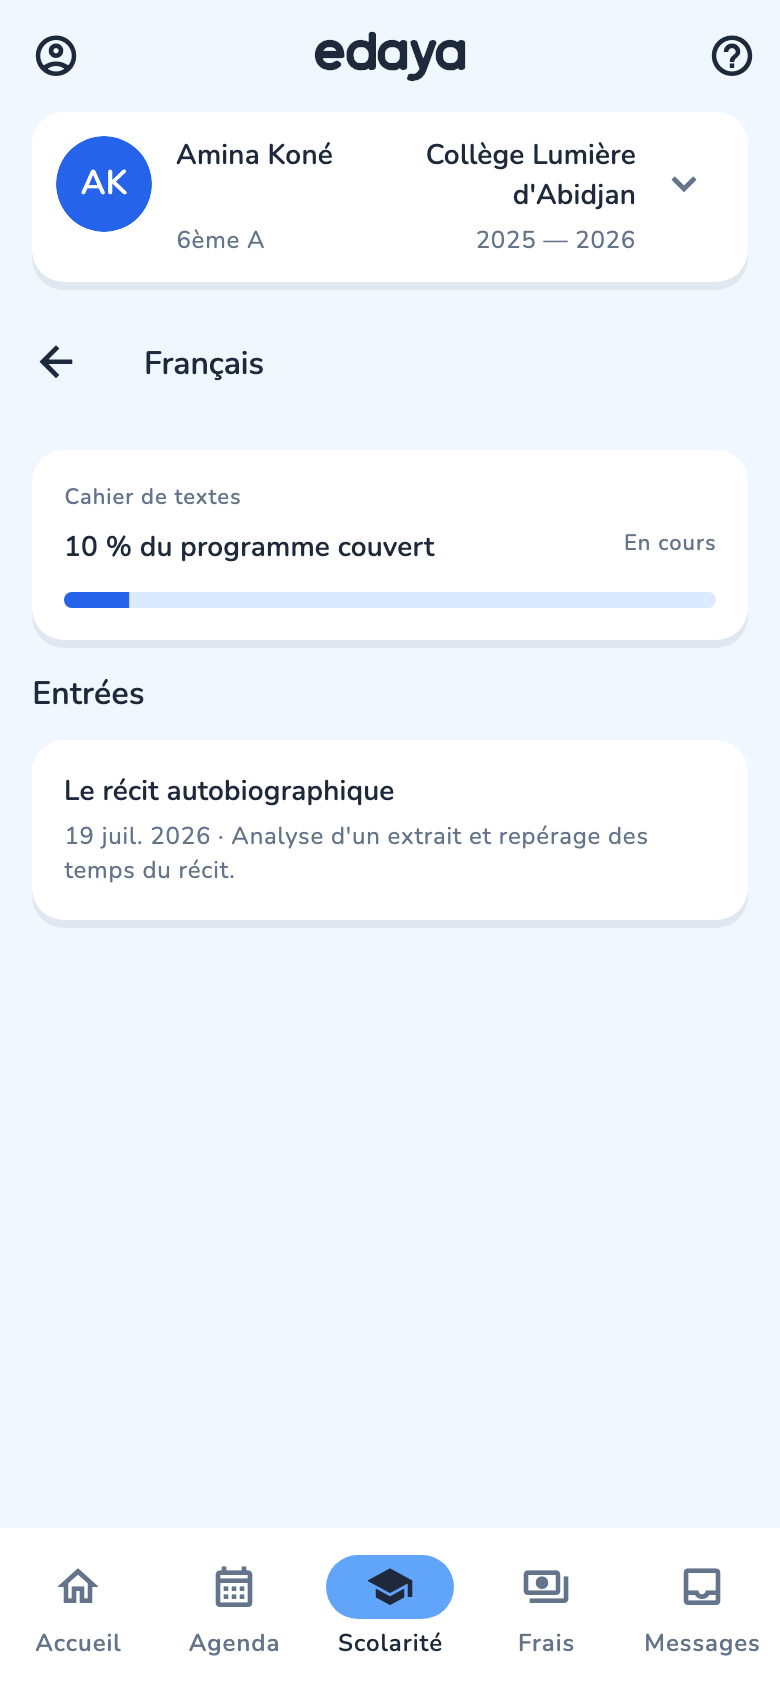 edaya
AK
Amina Koné
Collège Lumière
d'Abidjan
6ème A
2025 — 2026
Français
Cahier de textes
10 % du programme couvert
En cours
Entrées
Le récit autobiographique
19 juil. 2026 · Analyse d'un extrait et repérage des
temps du récit.
Accueil
Agenda
Scolarité
Frais
Messages